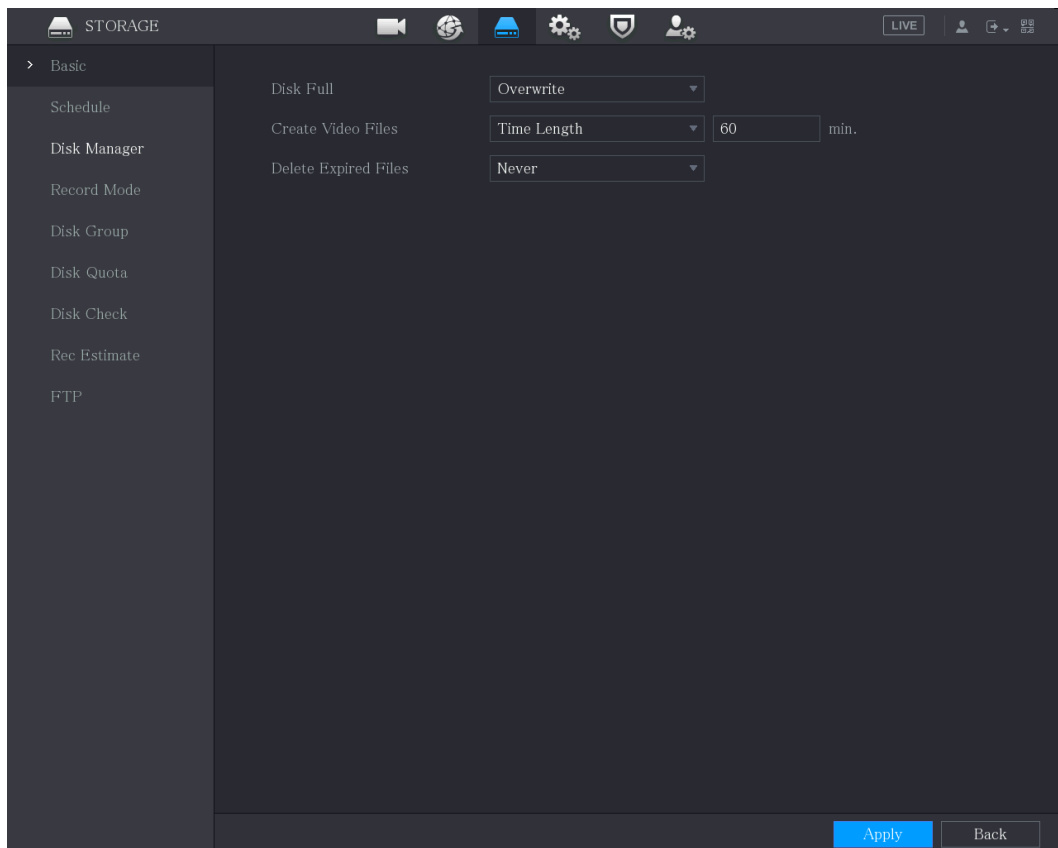 STORAGE
LIVE
Basic
Schedule
Disk Manager
Record Mode
Disk Group
Disk Quota
Disk Check
Rec Estimate
FTP
Disk Full Overwrite
Create Video Files Time Length 60 min.
Delete Expired Files Never
Apply Back